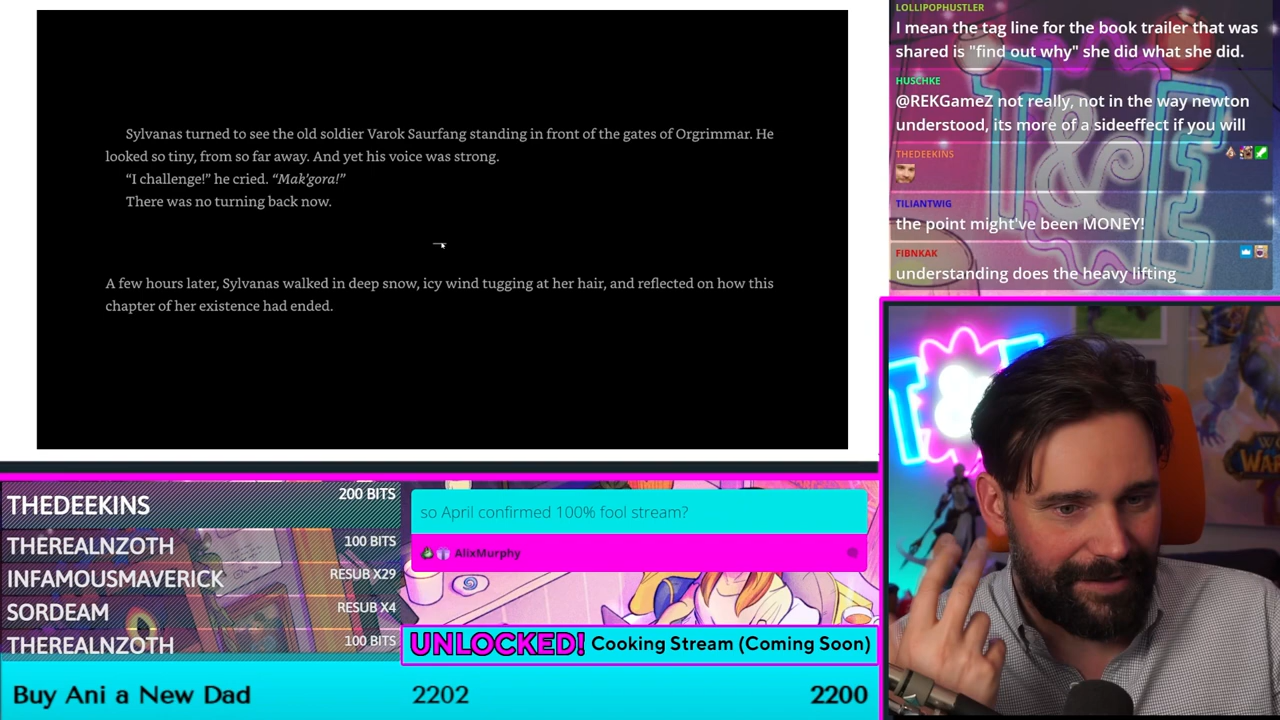 Sylvanas turned to see the old soldier Varok Saurfang standing in front of the gates of Orgrimmar. He
looked so tiny, from so far away. And yet his voice was strong.
“I challenge!” he cried. “Mak'gora!”
There was no turning back now.
A few hours later, Sylvanas walked in deep snow, icy wind tugging at her hair, and reflected on how this
chapter of her existence had ended.
LOLLIPOPHUSTLER
I mean the tag line for the book trailer that was
shared is "find out why" she did what she did.
HUSCHKE
@REKGameZ not really, not in the way newton
understood, its more of a sideeffect if you will
THEDEEKINS
TILIANTWIG
the point might've been MONEY!
FIBNKAK
understanding does the heavy lifting
T&E
THEDEEKINS 200 BITS
THEREALNZOTH 100 BITS
INFAMOUSMAVERICK RESUB X29
SORDEAM RESUB X4
THEREALNZOTH 100 BITS
so April confirmed 100% fool stream?
AlixMurphy
UNLOCKED! Cooking Stream (Coming Soon)
Buy Ani a New Dad 2202 2200